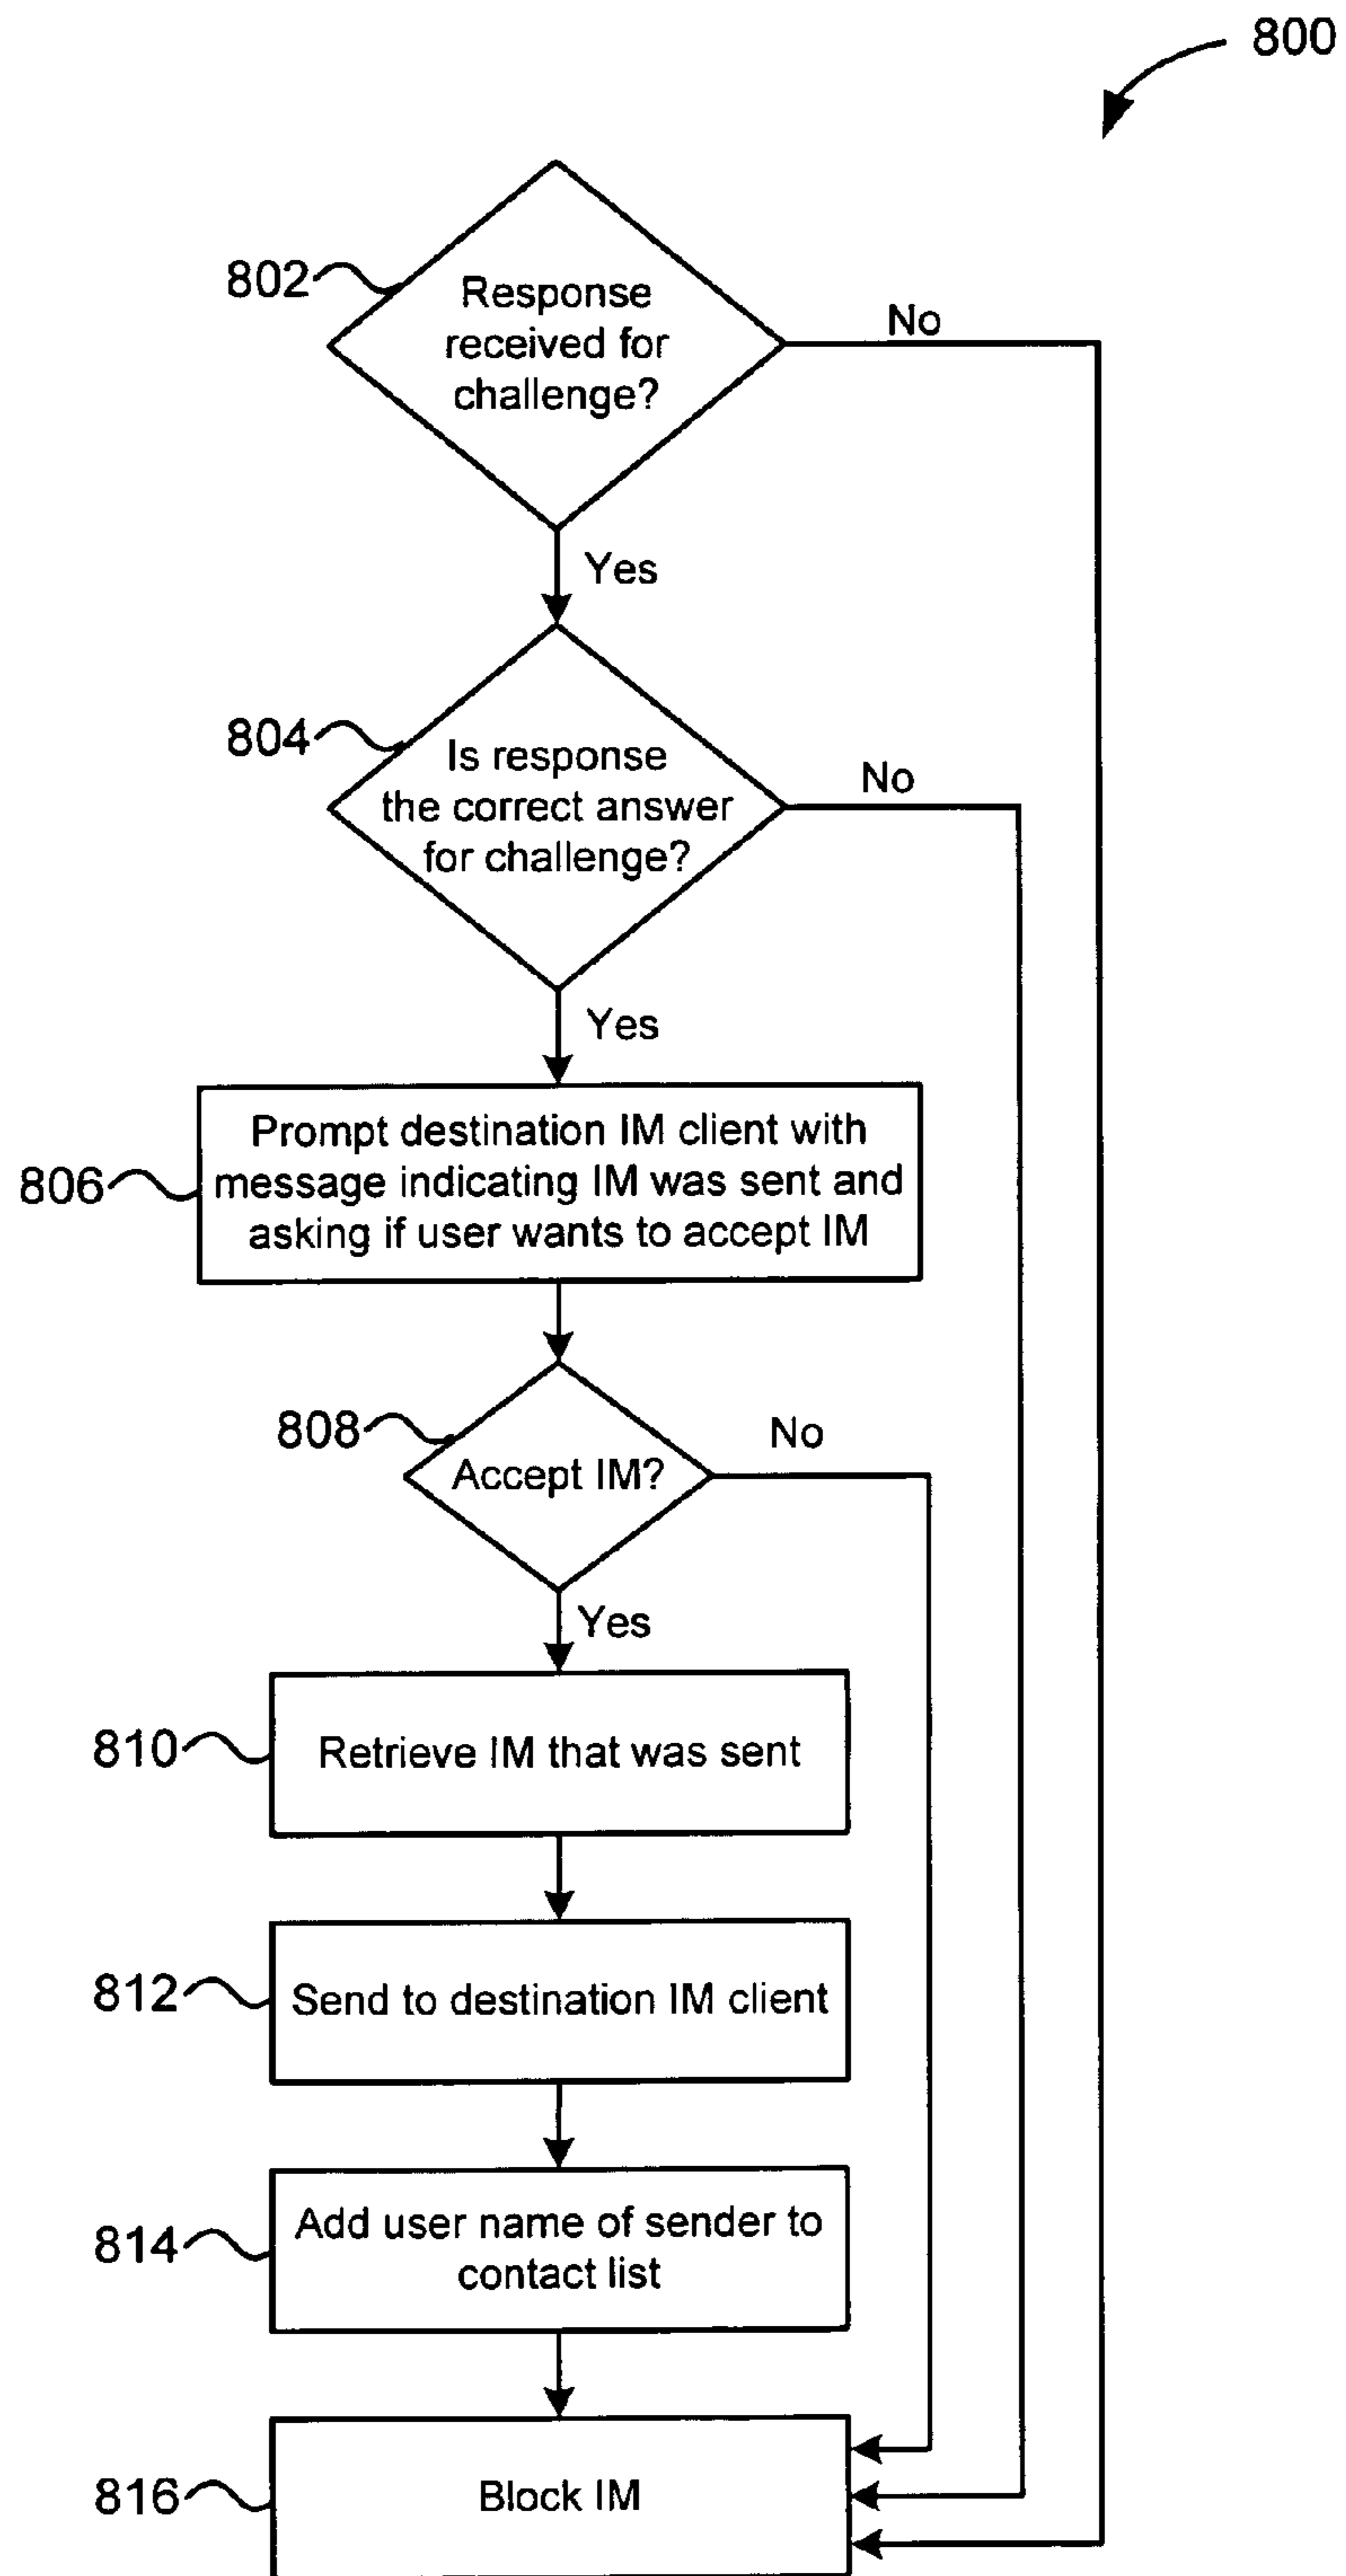 800
802
Response
received for
challenge?
No
Yes
804
Is response
the correct answer
for challenge?
No
Yes
806
Prompt destination IM client with
message indicating IM was sent and
asking if user wants to accept IM
808
Accept IM?
No
Yes
810
Retrieve IM that was sent
812
Send to destination IM client
814
Add user name of sender to
contact list
816
Block IM